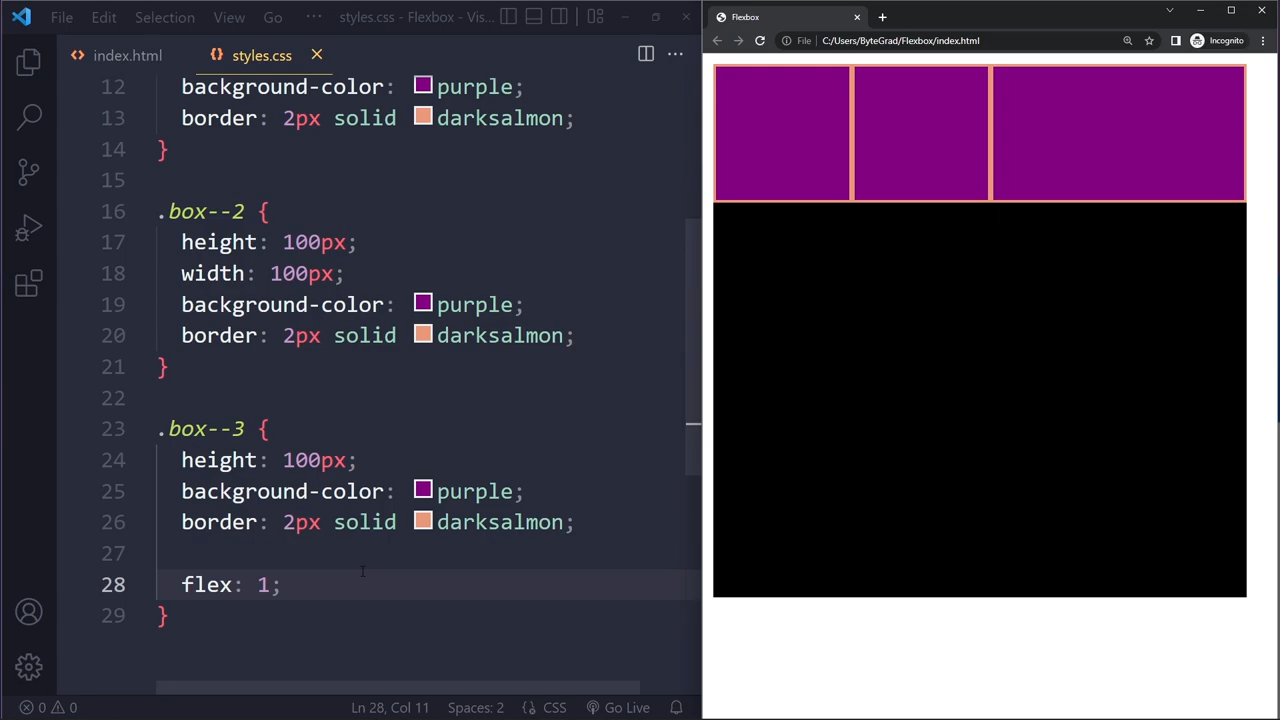 File Edit Selection View Go ··· styles.css - Flexbox - Vis...
index.html styles.css
12 background-color: purple;
13 border: 2px solid darksalmon;
14 }
15
16 .box--2 {
17 height: 100px;
18 width: 100px;
19 background-color: purple;
20 border: 2px solid darksalmon;
21 }
22
23 .box--3 {
24 height: 100px;
25 background-color: purple;
26 border: 2px solid darksalmon;
27
28 flex: 1;
29 }
0 0 Ln 28, Col 11 Spaces: 2 {} CSS Go Live
Flexbox
File C:/Users/ByteGrad/Flexbox/index.html Incognito